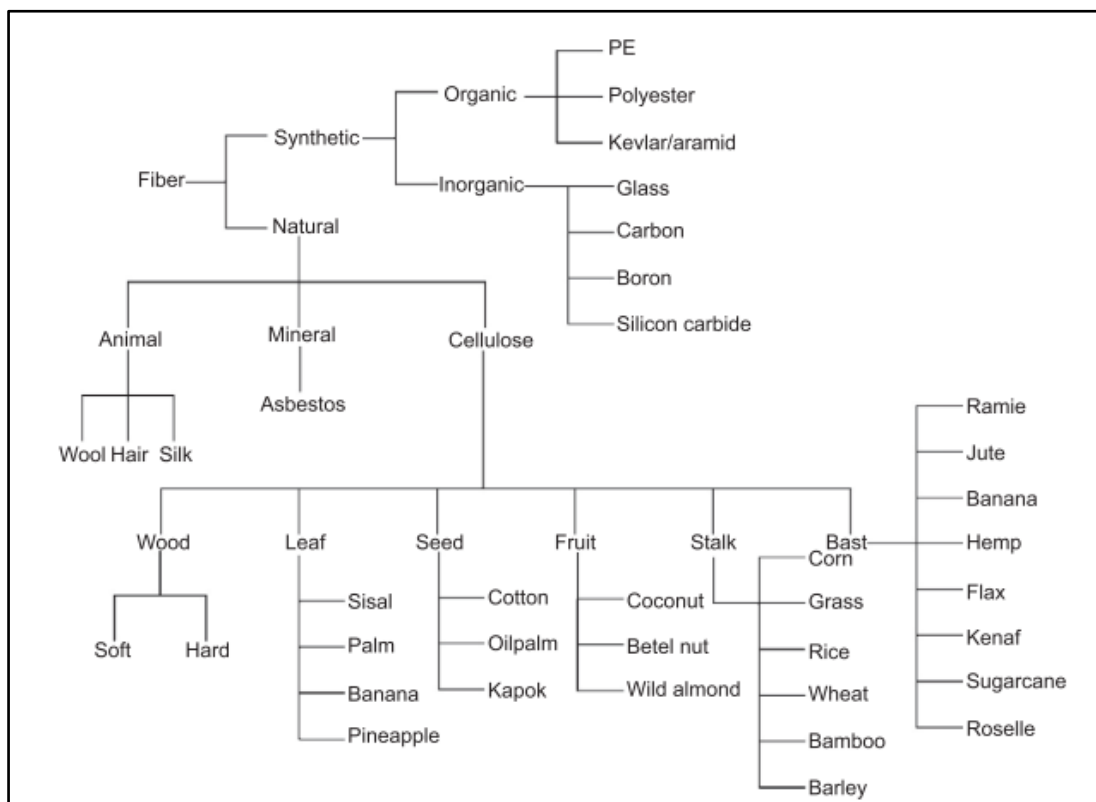 PE
Organic
Polyester
Synthetic
Kevlar/aramid
Fiber
Inorganic
Glass
Natural
Carbon
Boron
Silicon carbide
Animal
Mineral
Cellulose
Asbestos
Wool Hair Silk
Ramie
Jute
Banana
Wood
Leaf
Seed
Fruit
Stalk
Bast
Hemp
Corn
Sisal
Cotton
Coconut
Grass
Flax
Soft
Hard
Palm
Oilpalm
Betel nut
Rice
Kenaf
Banana
Kapok
Wild almond
Wheat
Sugarcane
Pineapple
Bamboo
Roselle
Barley